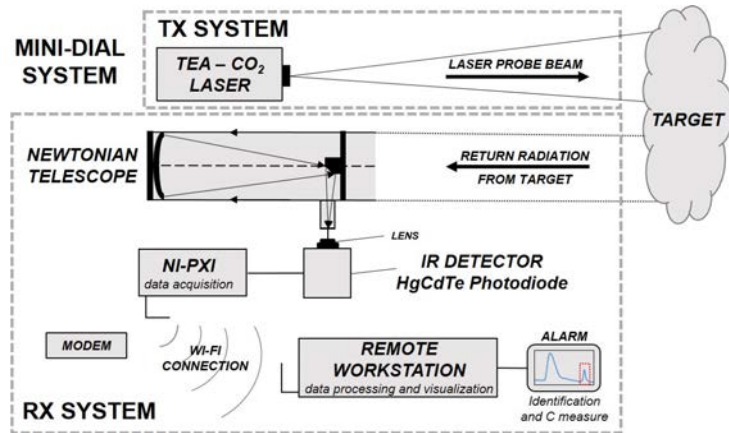 MINI-DIAL
SYSTEM
TX SYSTEM
TEA – CO₂
LASER
LASER PROBE BEAM
TARGET
NEWTONIAN
TELESCOPE
RETURN RADIATION
FROM TARGET
LENS
NI-PXI
data acquisition
IR DETECTOR
HgCdTe Photodiode
MODEM
WI-FI
CONNECTION
REMOTE
WORKSTATION
data processing and visualization
ALARM
Identification
and C measure
RX SYSTEM